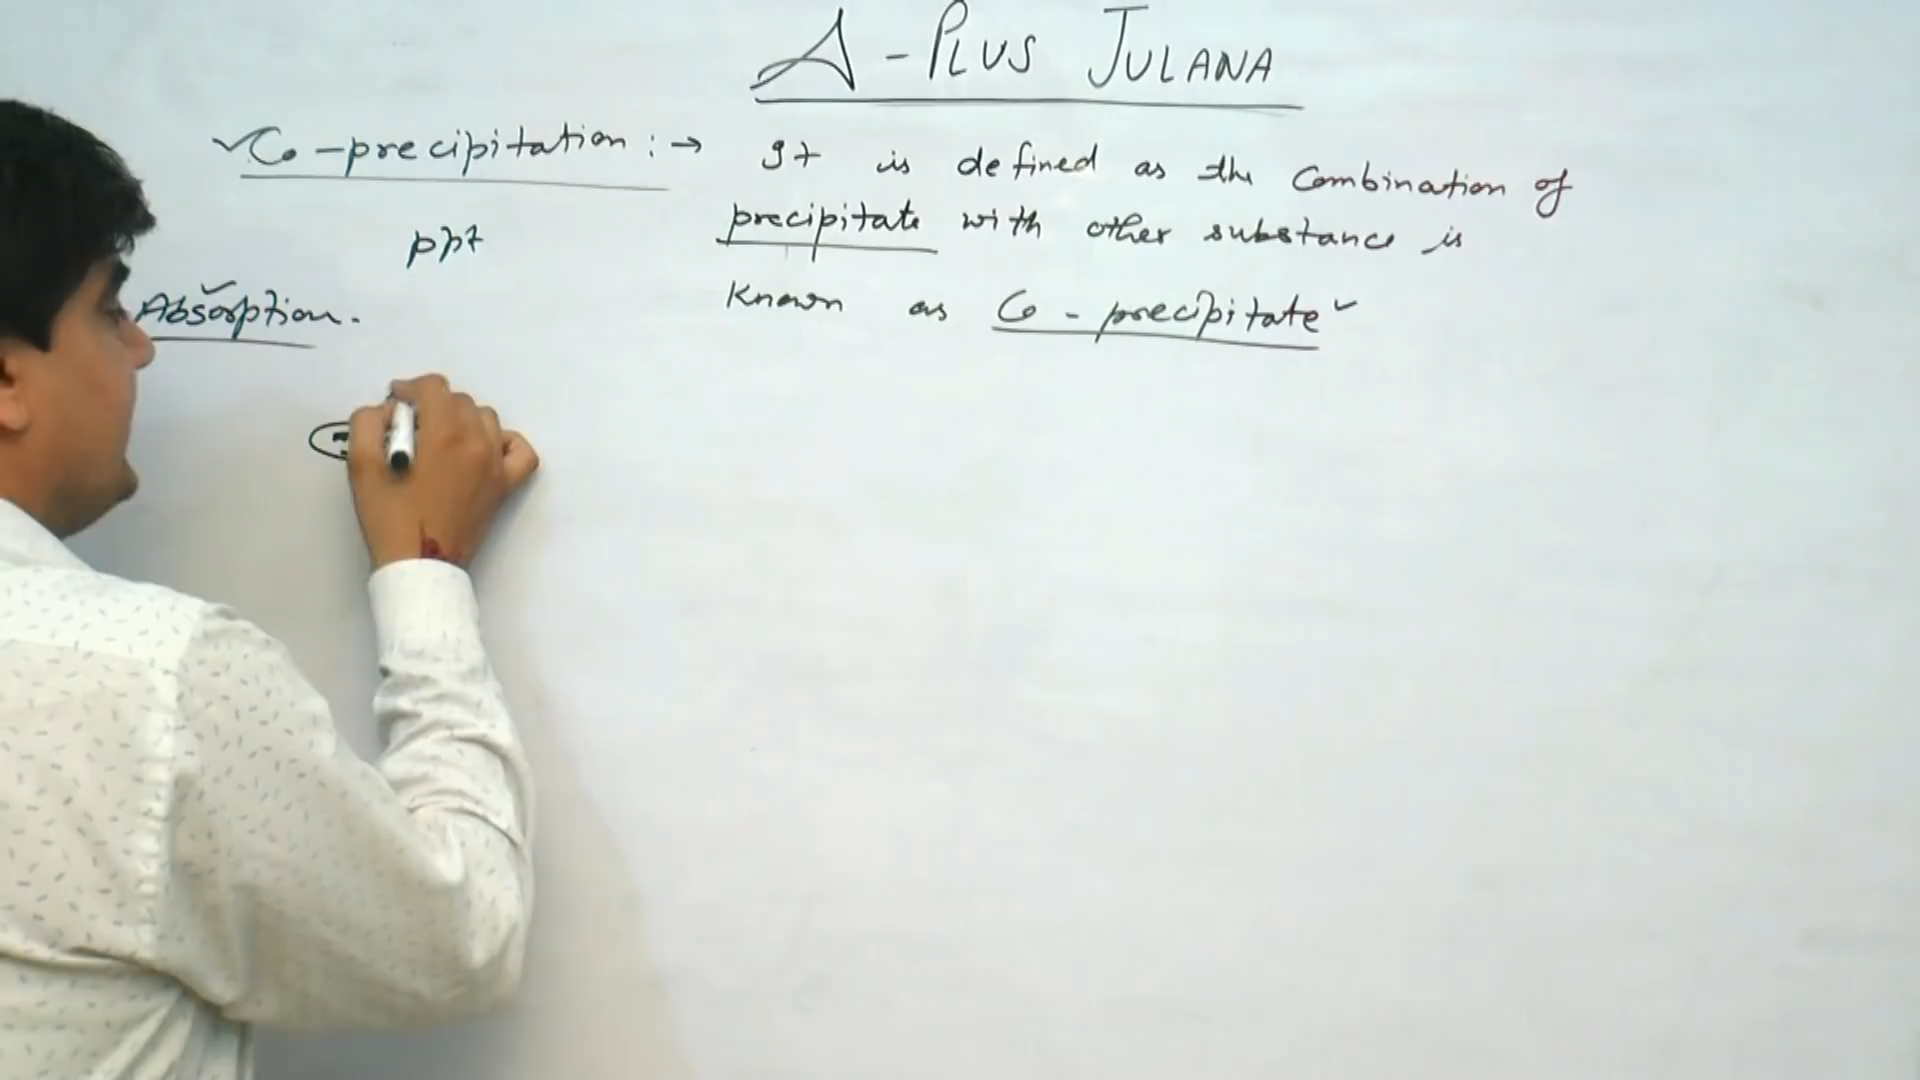 A-PLUS JULANA
Co-precipitation :→ It is defined as the combination of
precipitate with other substance is
known as Co-precipitate
ppt
Absorption.